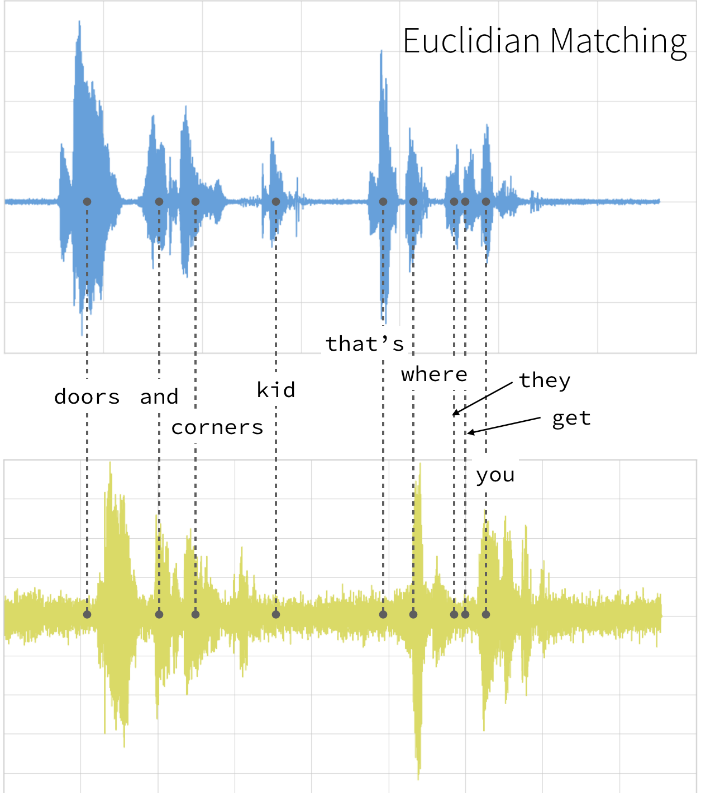 Euclidian Matching
that’s
where
they
kid
doors
and
get
corners
you